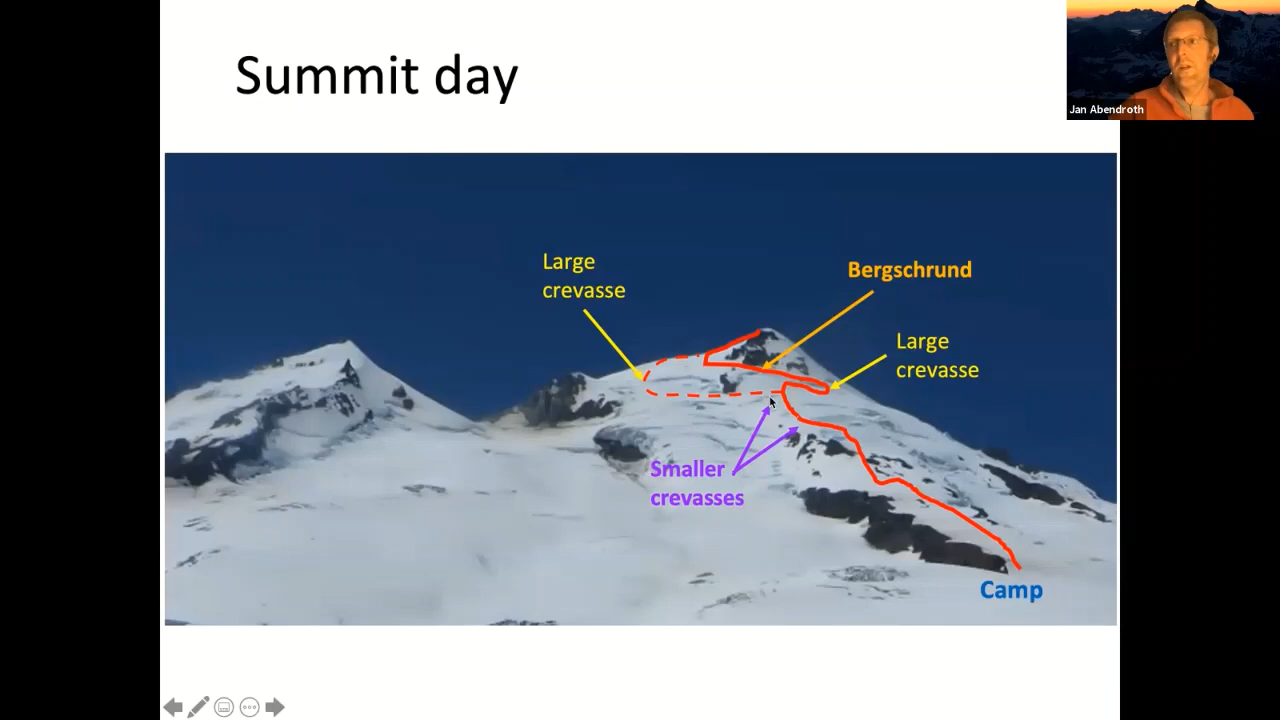 Summit day
Jan Abendroth
Large
crevasse
Bergschrund
Large
crevasse
Smaller
crevasses
Camp